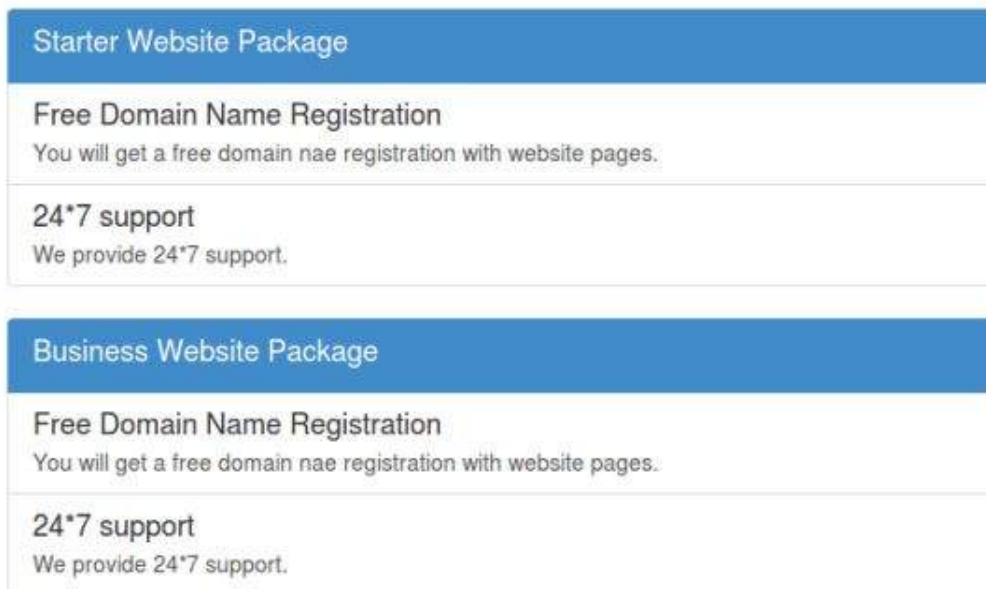 Starter Website Package
Free Domain Name Registration
You will get a free domain nae registration with website pages.
24*7 support
We provide 24*7 support.
Business Website Package
Free Domain Name Registration
You will get a free domain nae registration with website pages.
24*7 support
We provide 24*7 support.